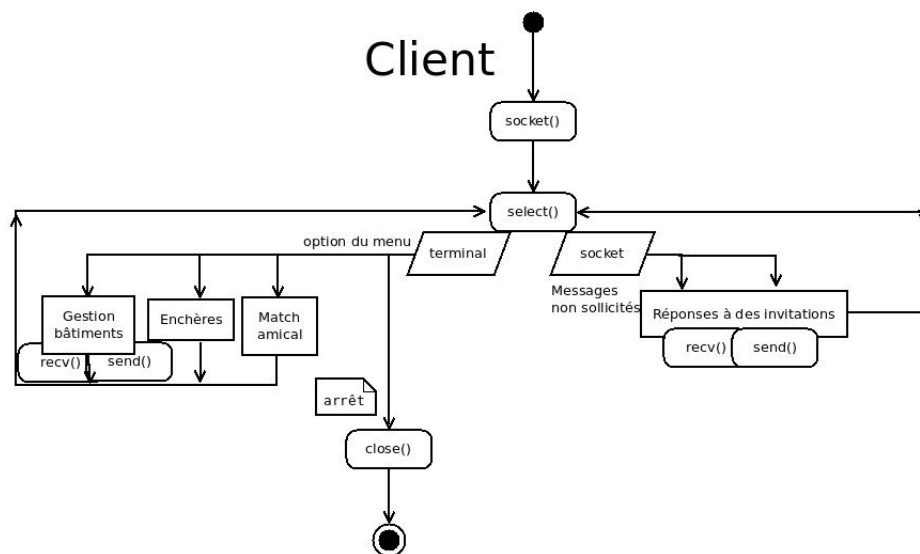 Client
socket()
select()
option du menu
terminal
socket
Messages
non sollicités
Gestion
bâtiments
Enchères
Match
amical
Réponses à des invitations
recv()
send()
recv()
send()
arrêt
close()